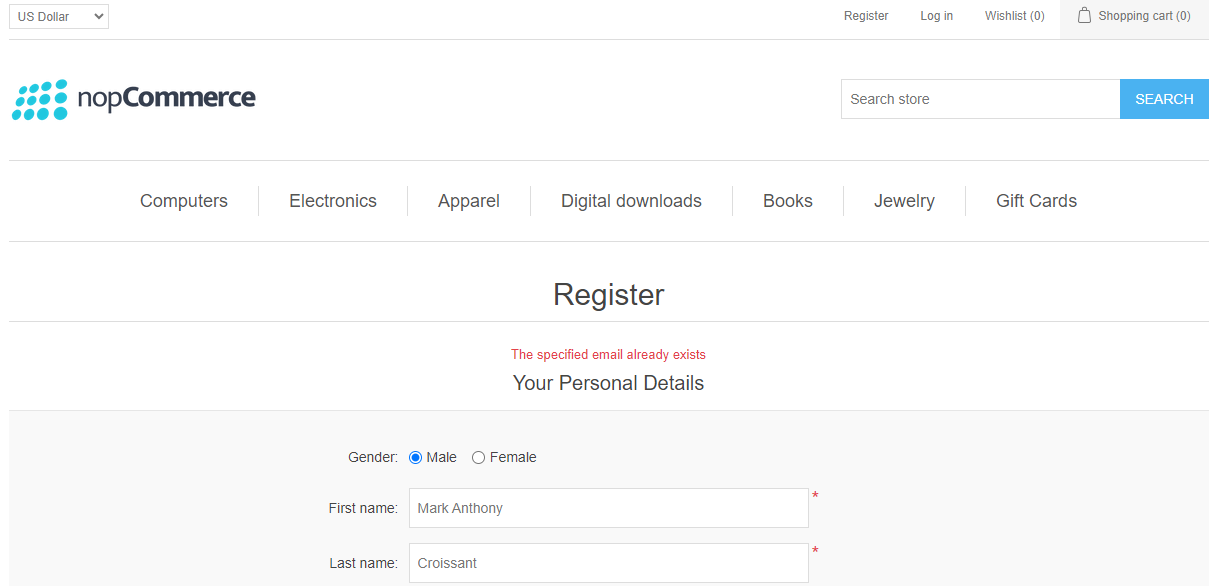 US Dollar Register Log in Wishlist (0) Shopping cart (0)
nopCommerce Search store SEARCH
Computers Electronics Apparel Digital downloads Books Jewelry Gift Cards
Register
The specified email already exists
Your Personal Details
Gender: Male Female
First name: Mark Anthony *
Last name: Croissant *